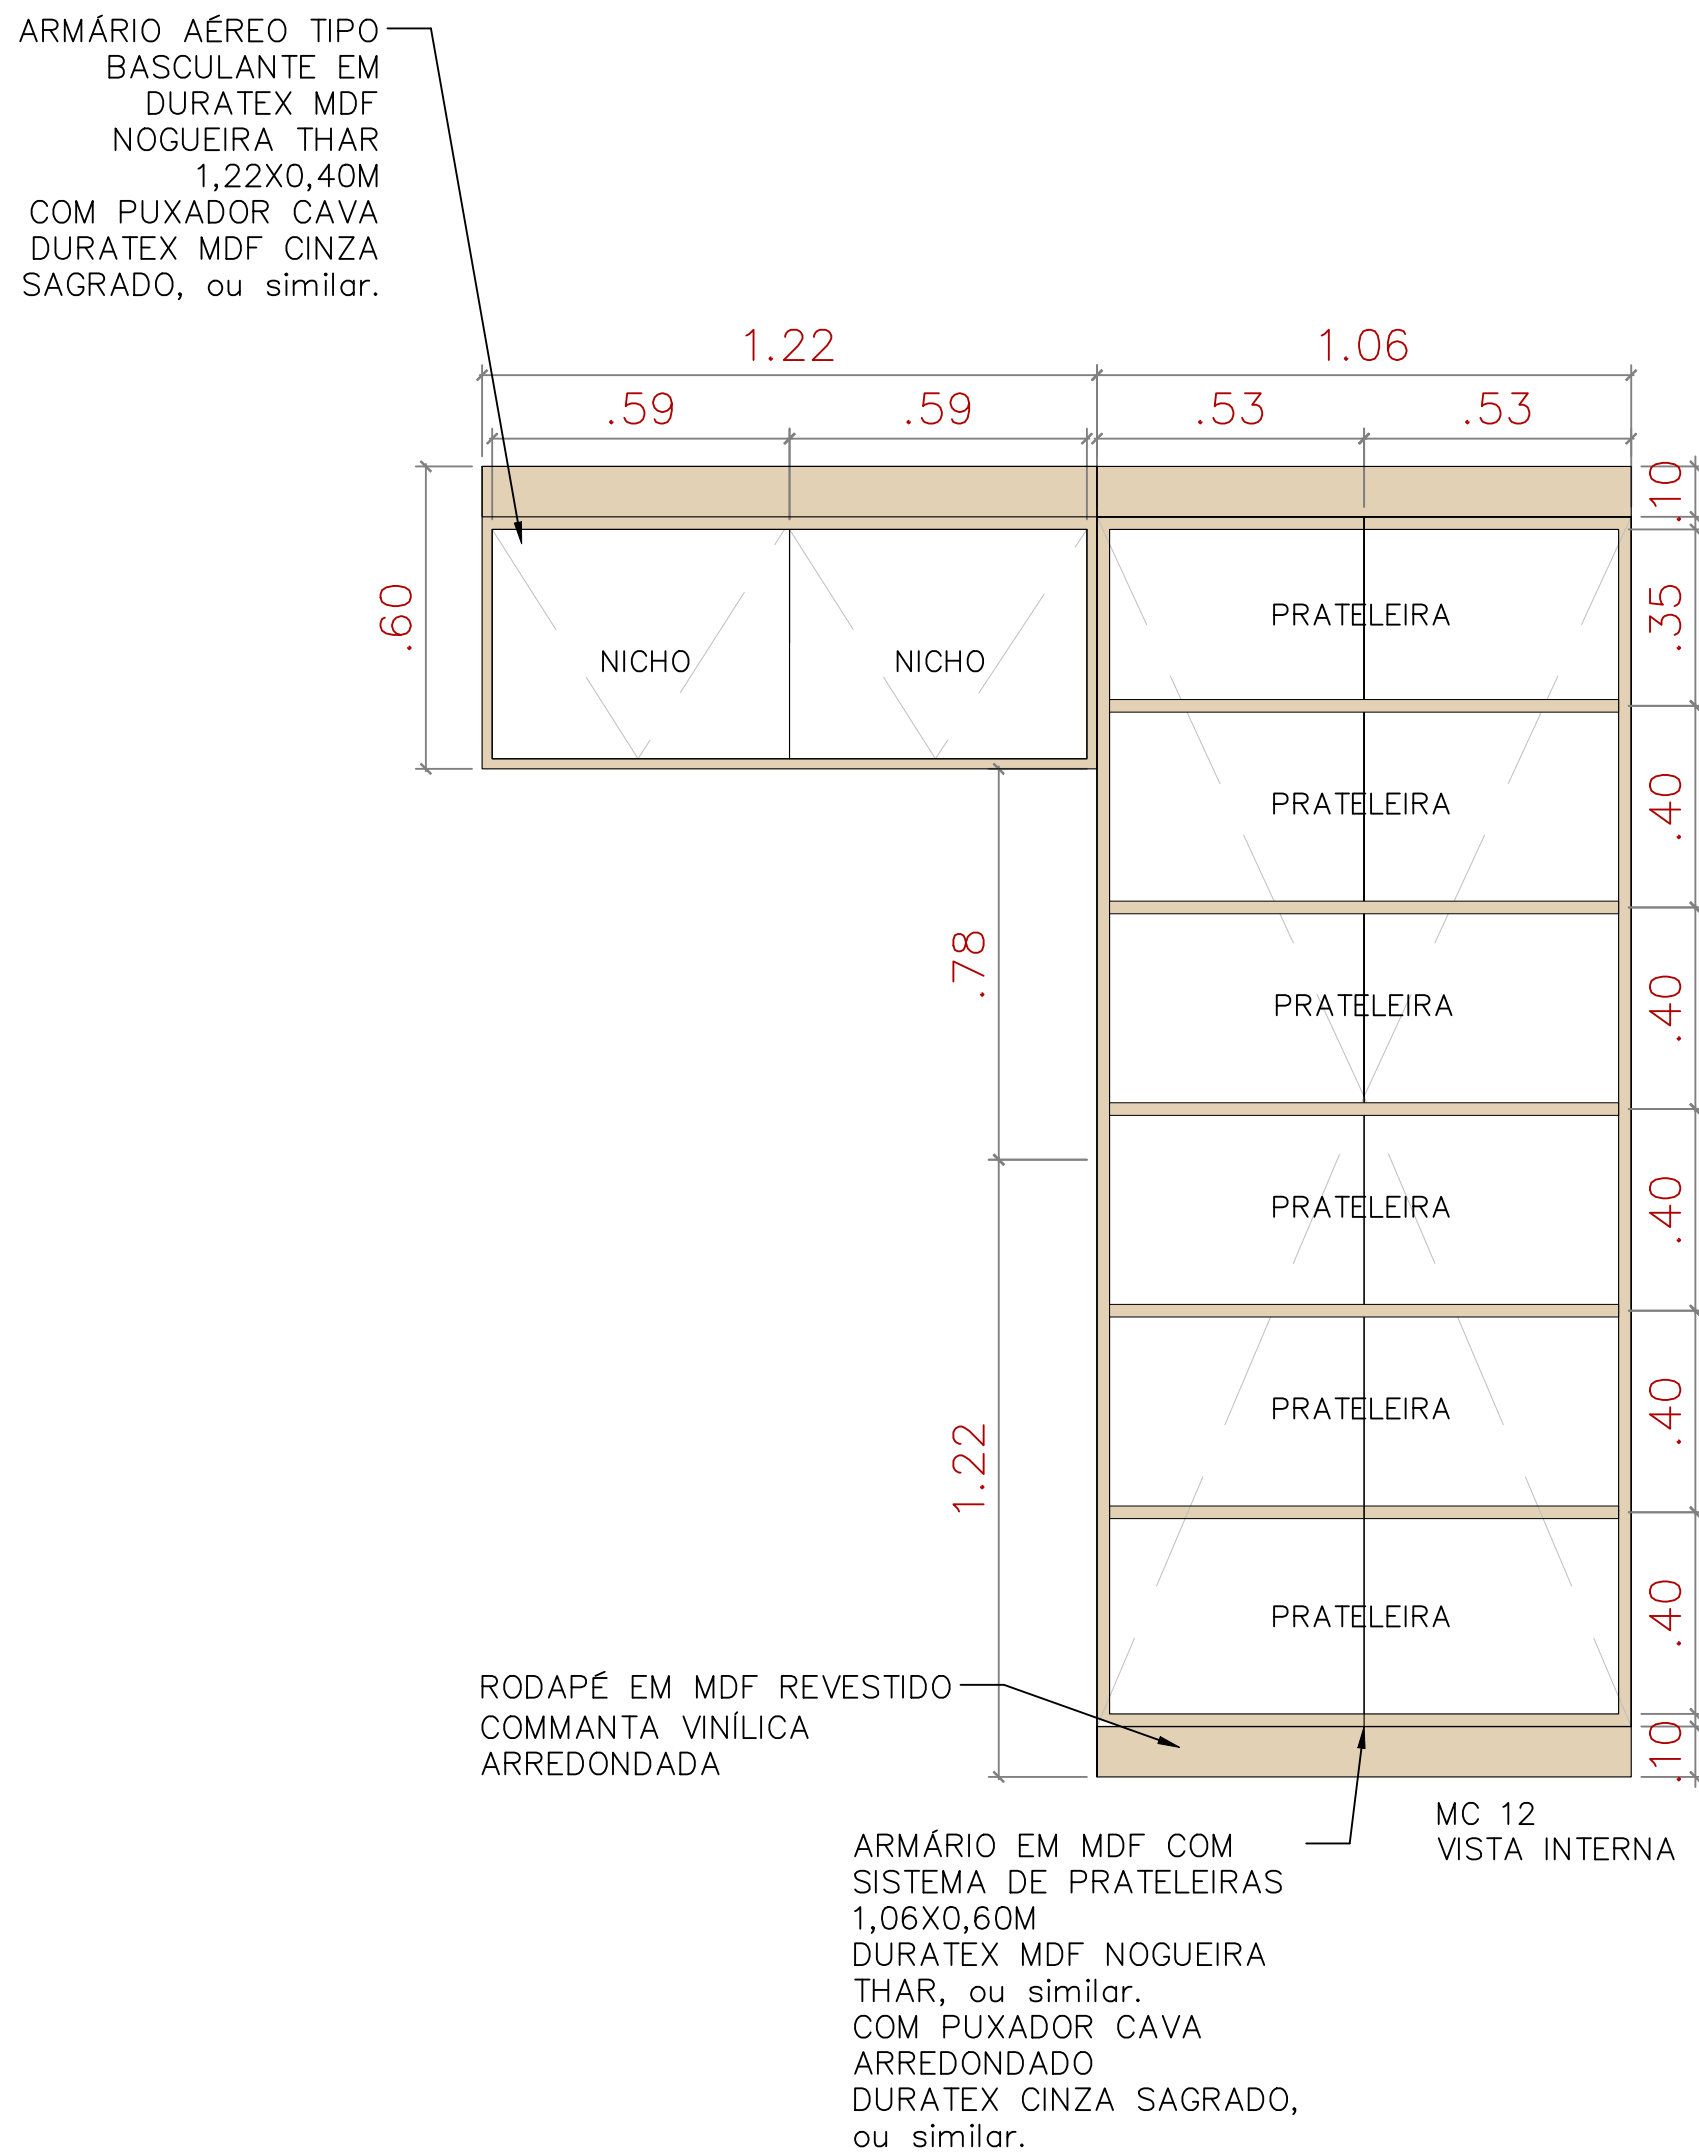 ARMÁRIO AÉREO TIPO
BASCULANTE EM
DURATEX MDF
NOGUEIRA THAR
1,22X0,40M
COM PUXADOR CAVA
DURATEX MDF CINZA
SAGRADO, ou similar.
1.22
1.06
.59
.59
.53
.53
.10
.60
.35
NICHO
NICHO
PRATELEIRA
PRATELEIRA
.40
.78
PRATELEIRA
.40
PRATELEIRA
.40
1.22
PRATELEIRA
.40
PRATELEIRA
.40
RODAPÉ EM MDF REVESTIDO
COMMANTA VINÍLICA
ARREDONDADA
.10
MC 12
VISTA INTERNA
ARMÁRIO EM MDF COM
SISTEMA DE PRATELEIRAS
1,06X0,60M
DURATEX MDF NOGUEIRA
THAR, ou similar.
COM PUXADOR CAVA
ARREDONDADO
DURATEX CINZA SAGRADO,
ou similar.